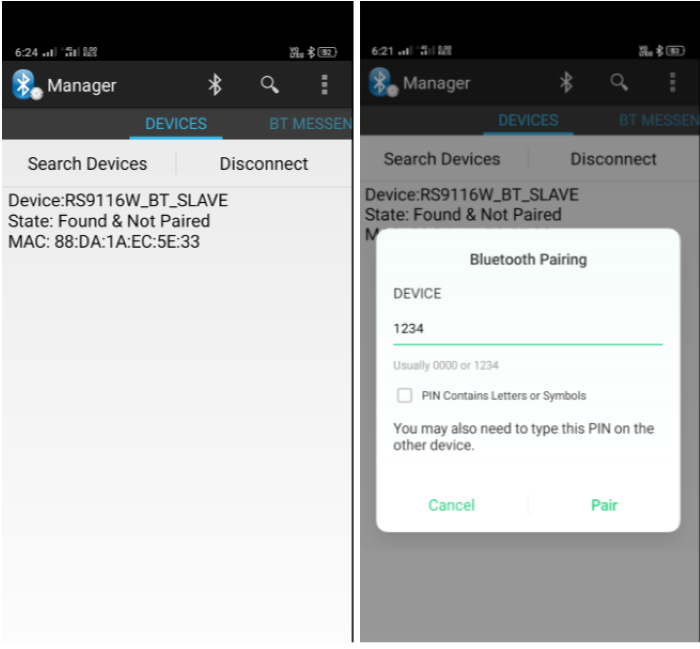 6:24
52
Manager
DEVICES
BT MESSEN
Search Devices
Disconnect
Device:RS9116W_BT_SLAVE
State: Found & Not Paired
MAC: 88:DA:1A:EC:5E:33
6:21
52
Manager
DEVICES
BT MESSEN
Search Devices
Disconnect
Device:RS9116W_BT_SLAVE
State: Found & Not Paired
Bluetooth Pairing
DEVICE
1234
Usually 0000 or 1234
PIN Contains Letters or Symbols
You may also need to type this PIN on the
other device.
Cancel
Pair